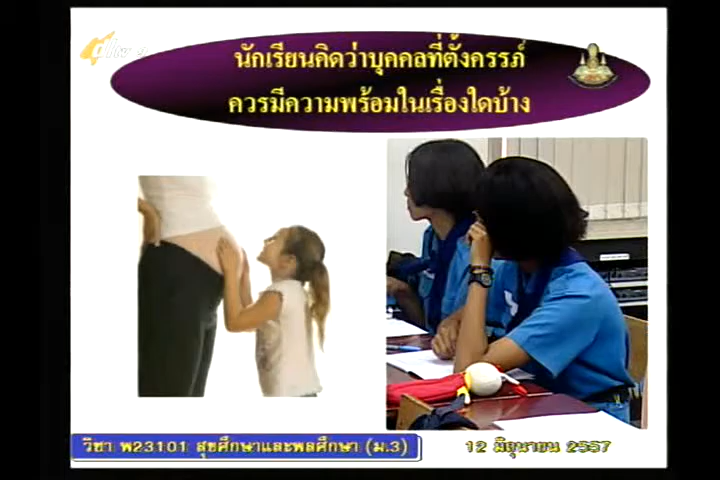 นักเรียนคิดว่าบุคคลที่ตั้งครรภ์
ควรมีความพร้อมในเรื่องใดบ้าง
วิชา พ23101 สุขศึกษาและพลศึกษา (ม.3)
12 มิถุนายน 2557